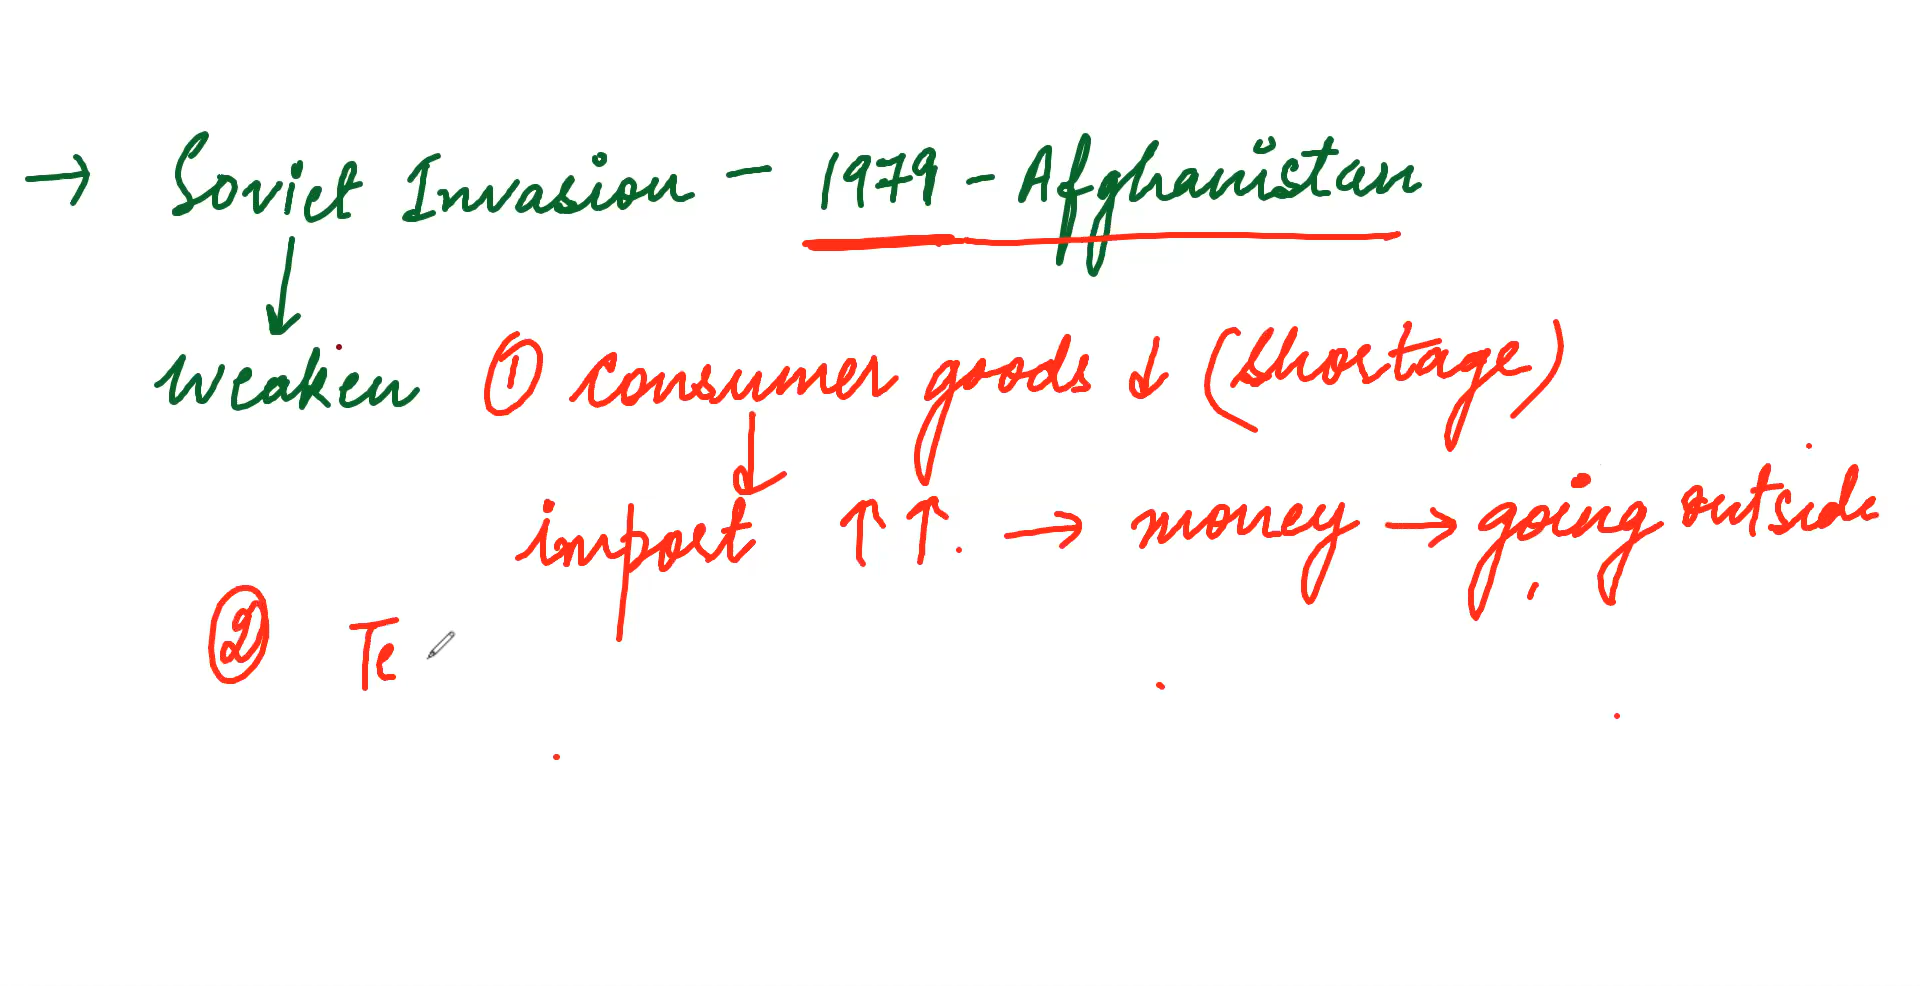 → Soviet Invasion - 1979 - Afghanistan
↓
Weaken ① Consumer goods ↓ (Shortage)
↓
import ↑↑. → money → going outside
② Te